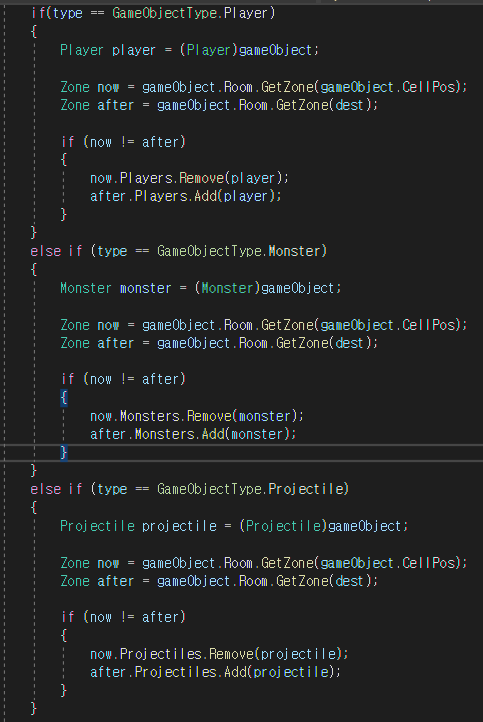 if(type == GameObjectType.Player)
{
Player player = (Player)gameObject;
Zone now = gameObject.Room.GetZone(gameObject.CellPos);
Zone after = gameObject.Room.GetZone(dest);
if (now != after)
{
now.Players.Remove(player);
after.Players.Add(player);
}
}
else if (type == GameObjectType.Monster)
{
Monster monster = (Monster)gameObject;
Zone now = gameObject.Room.GetZone(gameObject.CellPos);
Zone after = gameObject.Room.GetZone(dest);
if (now != after)
{
now.Monsters.Remove(monster);
after.Monsters.Add(monster);
}
}
else if (type == GameObjectType.Projectile)
{
Projectile projectile = (Projectile)gameObject;
Zone now = gameObject.Room.GetZone(gameObject.CellPos);
Zone after = gameObject.Room.GetZone(dest);
if (now != after)
{
now.Projectiles.Remove(projectile);
after.Projectiles.Add(projectile);
}
}